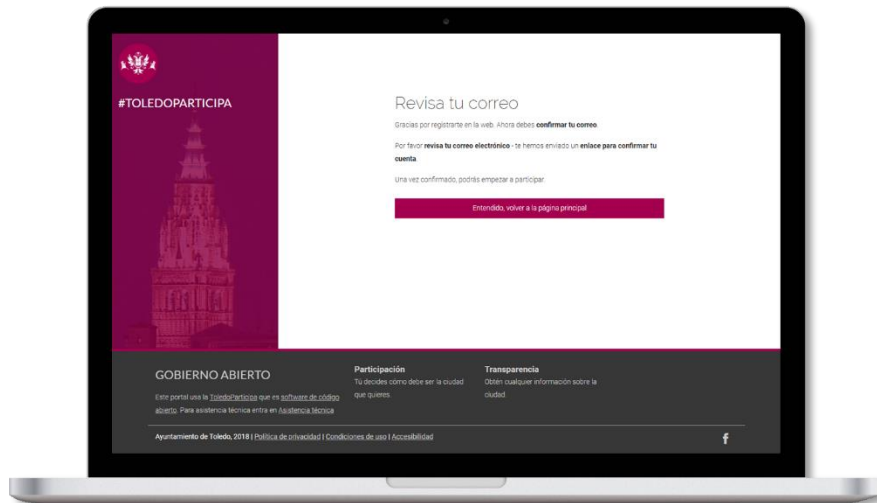 #TOLEDOPARTICIPA
Revisa tu correo
Gracias por registrarte en la web. Ahora debes confirmar tu correo.
Por favor revisa tu correo electrónico - te hemos enviado un enlace para confirmar tu
cuenta.
Una vez confirmado, podrás empezar a participar.
Entendido, volver a la página principal
GOBIERNO ABIERTO
Este portal usa la ToledoParticipa que es software de código
abierto. Para asistencia técnica entra en Asistencia técnica
Participación
Tú decides cómo debe ser la ciudad
que quieres.
Transparencia
Obtén cualquier información sobre la
ciudad.
Ayuntamiento de Toledo, 2018 | Política de privacidad | Condiciones de uso | Accesibilidad